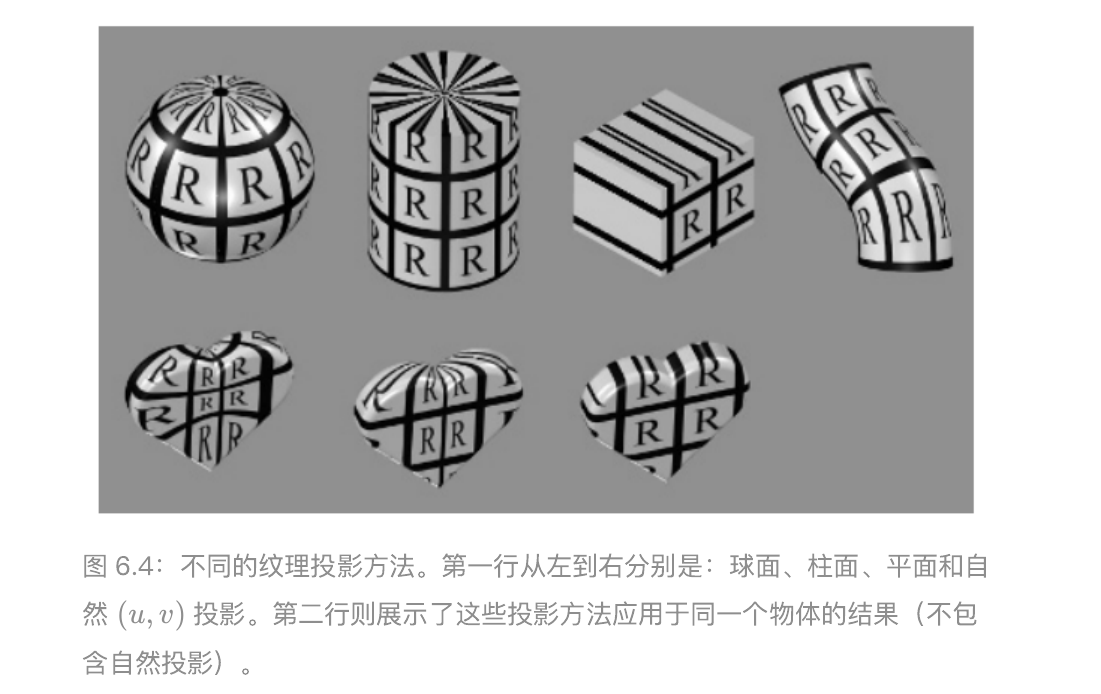 R R R R R R R R R R
R R R R R R R R R R R R
R R R
R R R R R R R R R
R R R R R R R R
R R R R R
R R R R
图 6.4：不同的纹理投影方法。第一行从左到右分别是：球面、柱面、平面和自
然 (u, v) 投影。第二行则展示了这些投影方法应用于同一个物体的结果（不包
含自然投影）。